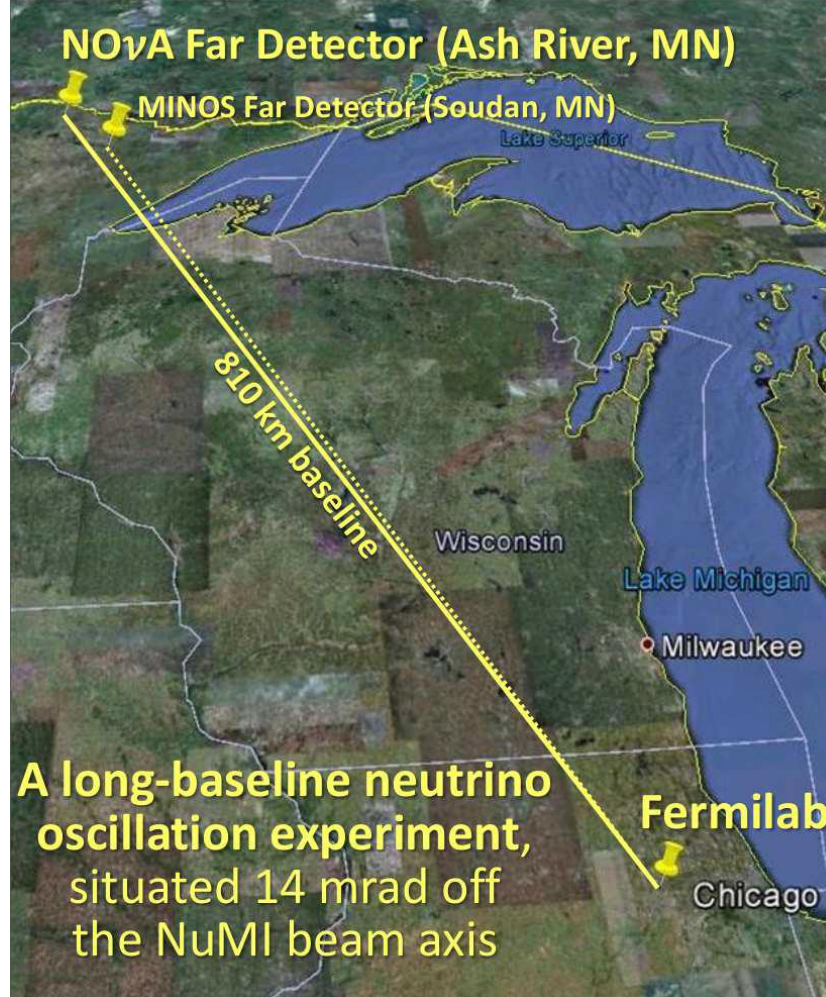 NOνA Far Detector (Ash River, MN)
MINOS Far Detector (Soudan, MN)
Lake Superior
810 km baseline
Wisconsin
Lake Michigan
Milwaukee
A long-baseline neutrino
oscillation experiment,
situated 14 mrad off
the NuMI beam axis
Fermilab
Chicago